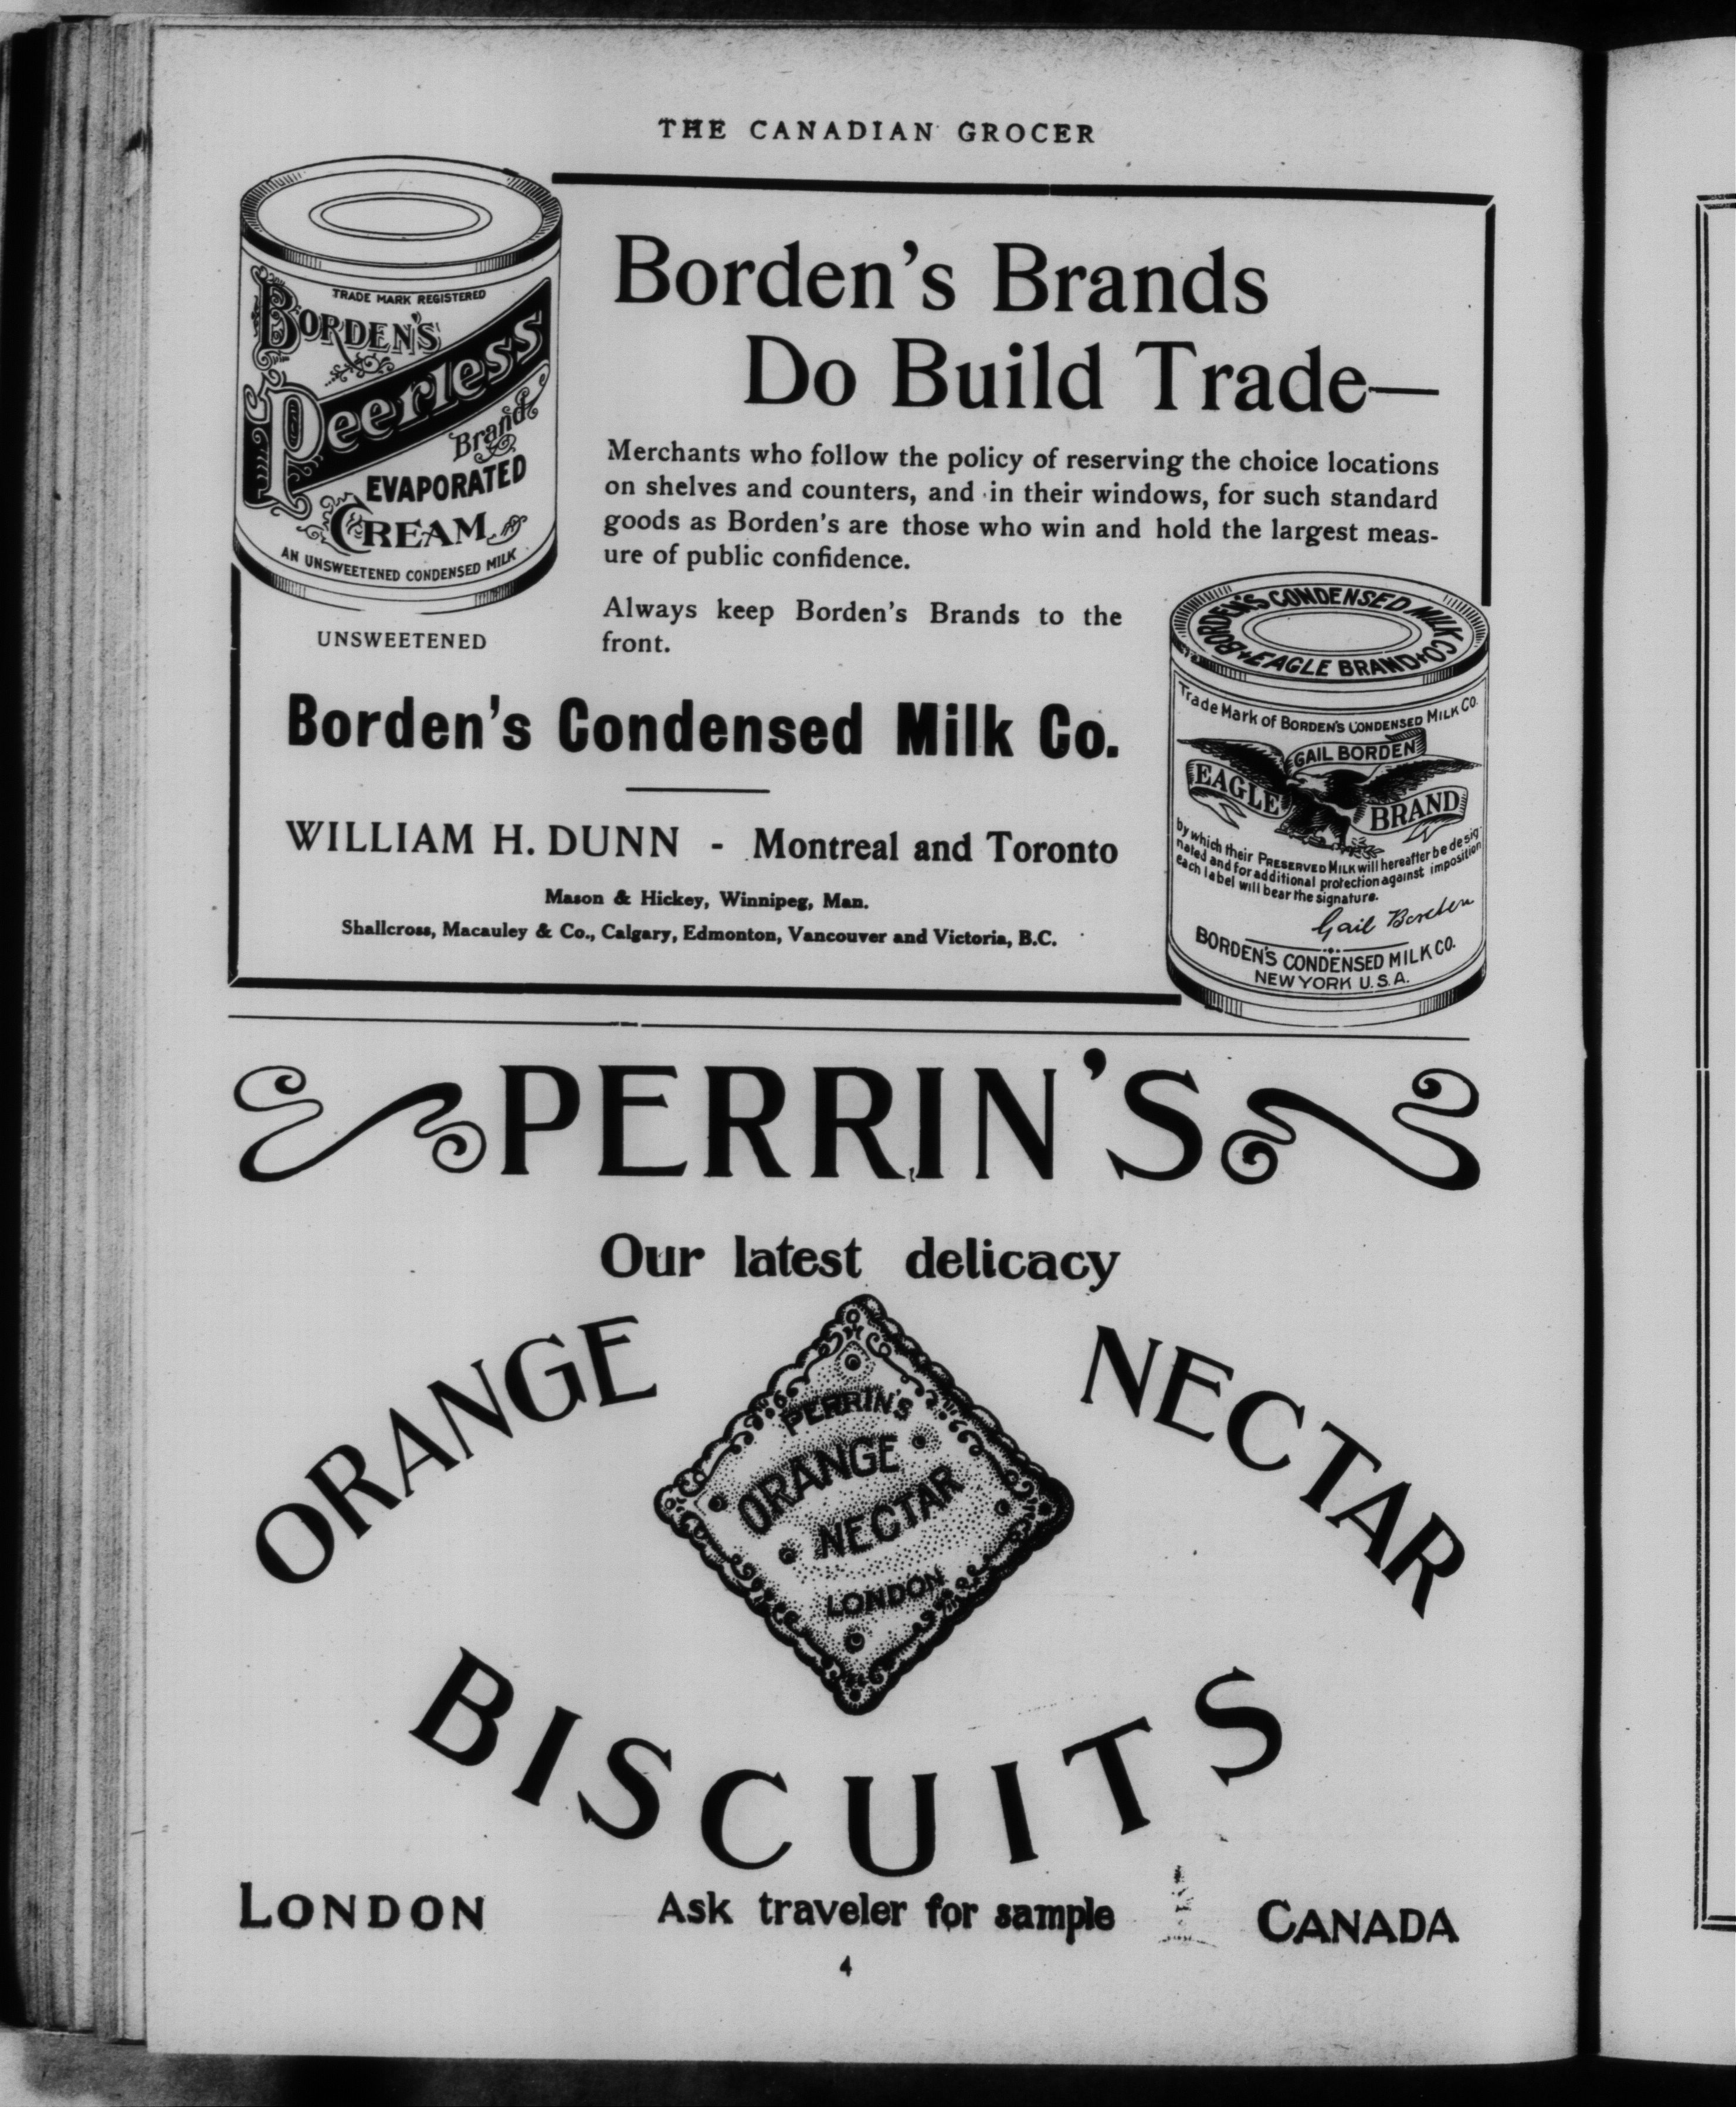 THE CANADIAN GROCER
TRADE MARK REGISTERED
BORDEN'S
Peerless
Brand
EVAPORATED
CREAM
AN UNSWEETENED CONDENSED MILK
UNSWEETENED
Borden's Brands
Do Build Trade—
Merchants who follow the policy of reserving the choice locations
on shelves and counters, and in their windows, for such standard
goods as Borden's are those who win and hold the largest meas-
ure of public confidence.
Always keep Borden's Brands to the
front.
Borden's Condensed Milk Co.
WILLIAM H. DUNN - Montreal and Toronto
Mason & Hickey, Winnipeg, Man.
Shallcross, Macauley & Co., Calgary, Edmonton, Vancouver and Victoria, B.C.
BORDEN'S CONDENSED MILK CO
EAGLE BRAND
Trade Mark of BORDEN'S CONDENSED MILK CO.
GAIL BORDEN
EAGLE BRAND
by which their PRESERVED MILK will hereafter be desig-
nated and for additional protection against imposition
each label will bear the signature.
Gail Borden
BORDEN'S CONDENSED MILK CO.
NEW YORK U.S.A.
PERRIN'S
Our latest delicacy
ORANGE NECTAR
PERRIN'S
ORANGE
NECTAR
LONDON
BISCUITS
LONDON Ask traveler for sample CANADA
4